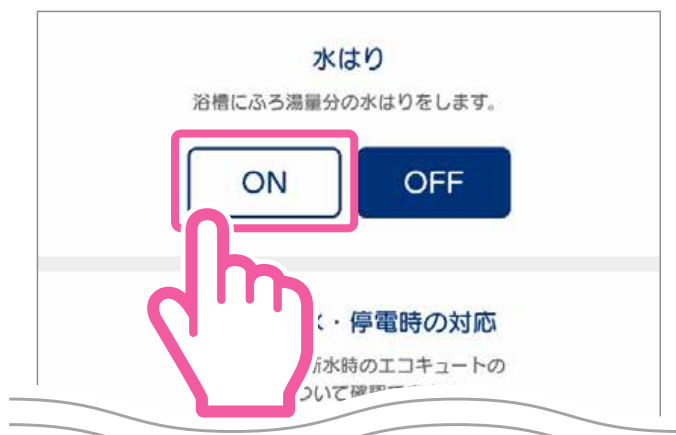 水はり
浴槽にふろ湯量分の水はりをします。
ON OFF
・停電時の対応
水時のエコキュートの
ついて確認